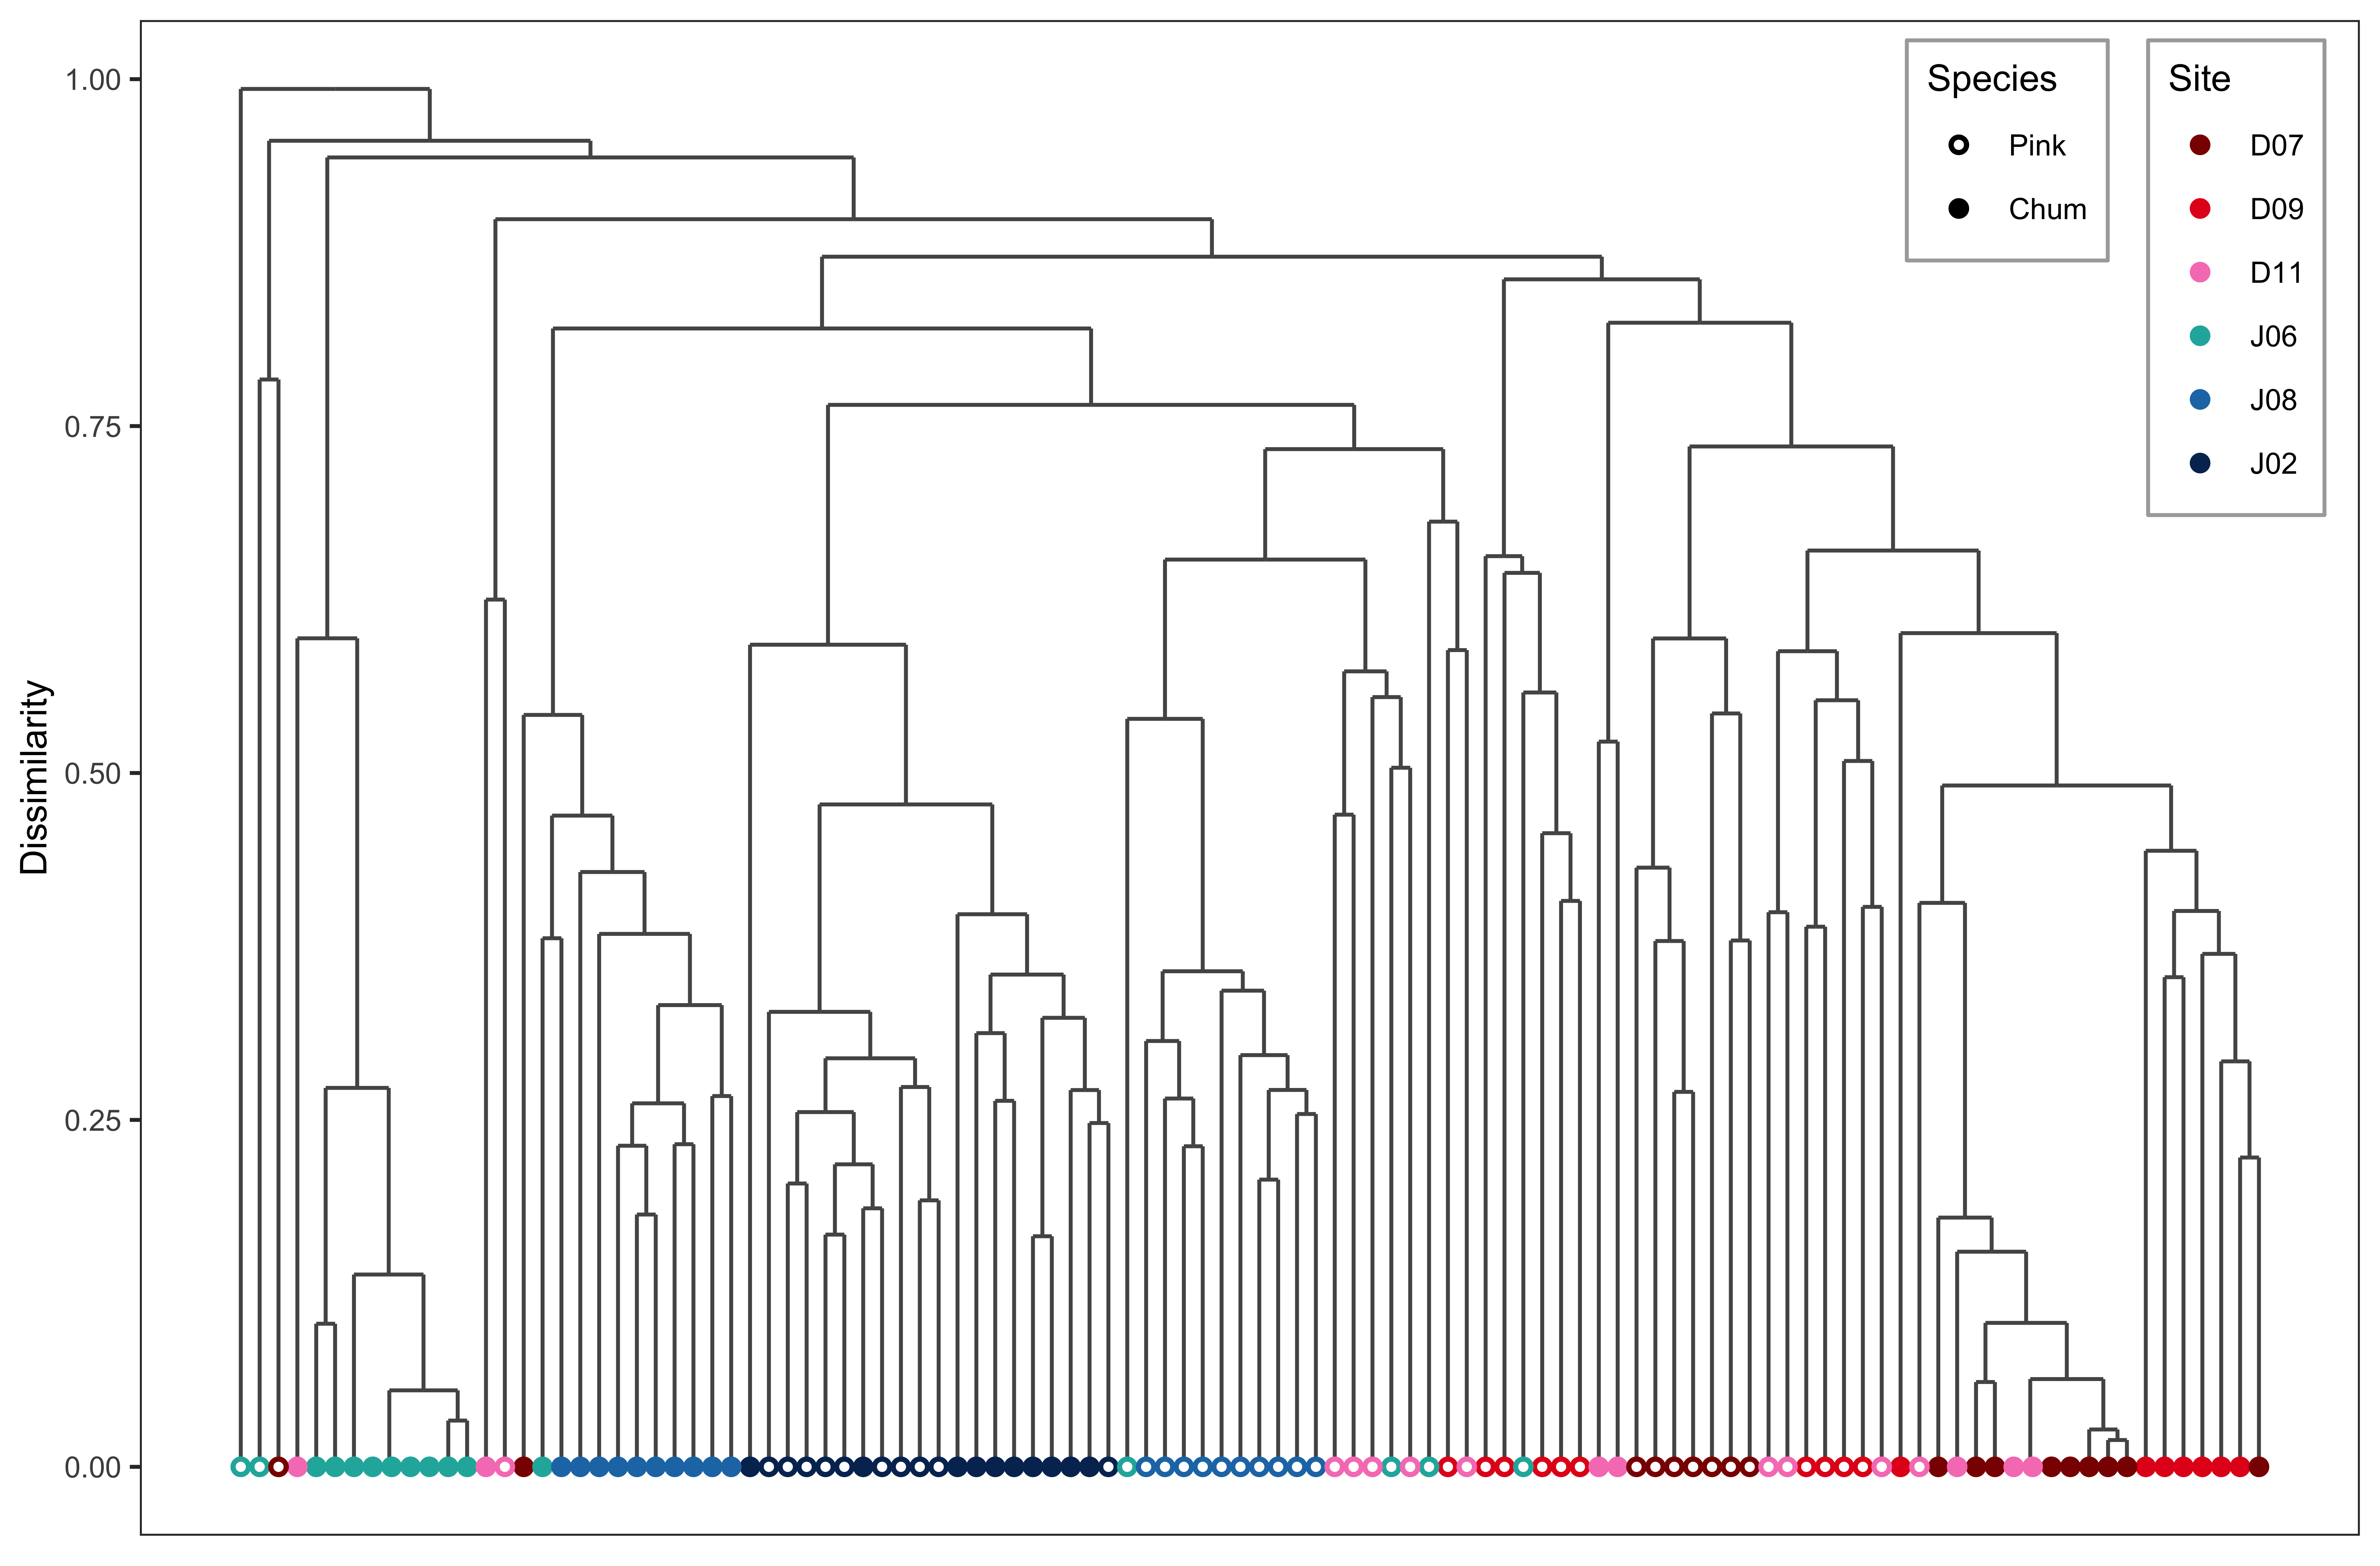 Dissimilarity
1.00
0.75
0.50
0.25
0.00
Species
Pink
Chum
Site
D07
D09
D11
J06
J08
J02